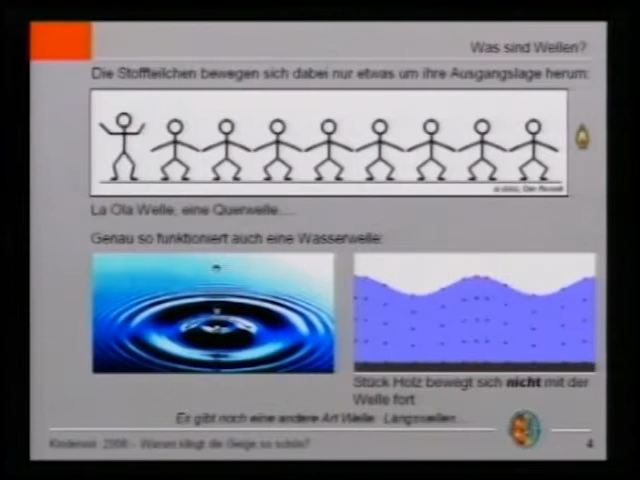 Was sind Wellen?
Die Stoffteilchen bewegen sich dabei nur etwas um ihre Ausgangslage herum:
La Ola Welle, eine Querwelle....
Genau so funktioniert auch eine Wasserwelle:
Stück Holz bewegt sich nicht mit der
Welle fort
Es gibt noch eine andere Art Welle: Längswellen...
2008 – Warum klingt die Geige so schön?
4